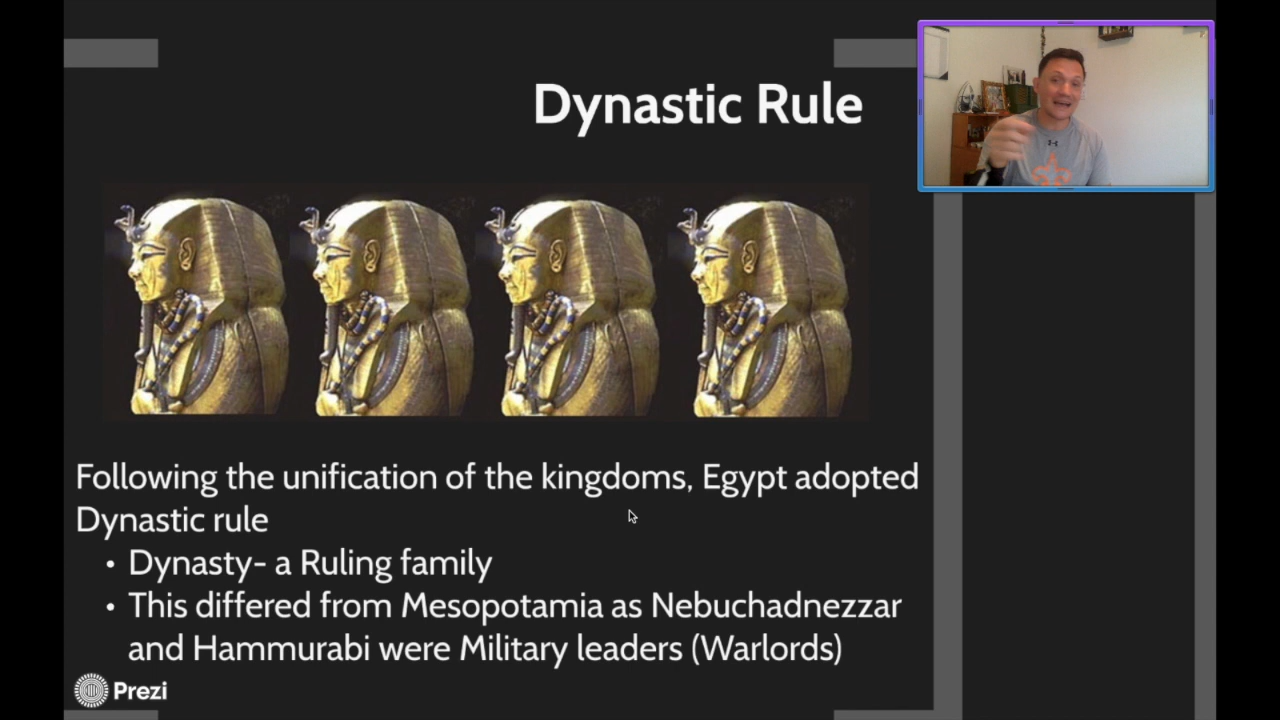 Dynastic Rule
Following the unification of the kingdoms, Egypt adopted
Dynastic rule
• Dynasty- a Ruling family
• This differed from Mesopotamia as Nebuchadnezzar
and Hammurabi were Military leaders (Warlords)
Prezi